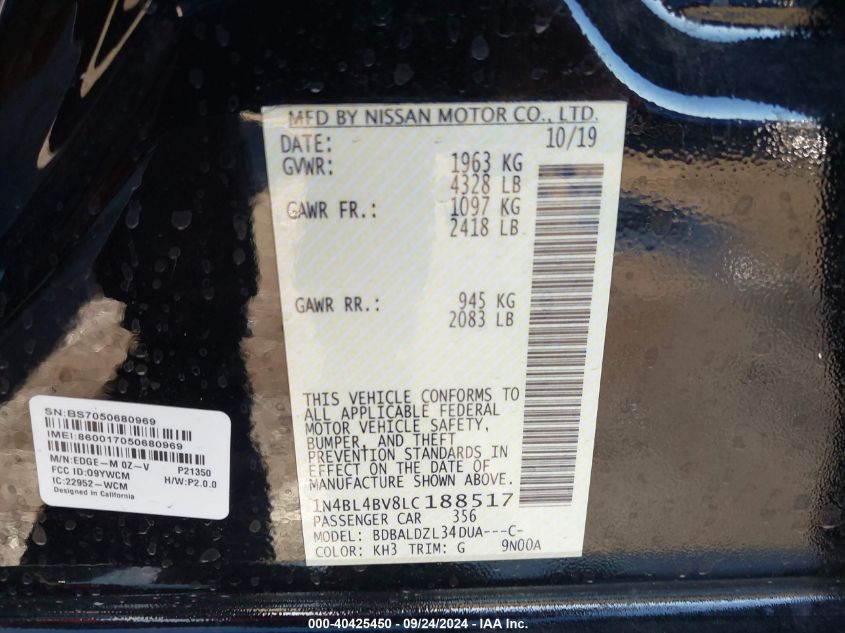 MFD BY NISSAN MOTOR CO., LTD.
DATE: 10/19
GVWR: 1963 KG
4328 LB
GAWR FR.: 1097 KG
2418 LB
GAWR RR.: 945 KG
2083 LB
THIS VEHICLE CONFORMS TO
ALL APPLICABLE FEDERAL
MOTOR VEHICLE SAFETY,
BUMPER, AND THEFT
PREVENTION STANDARDS IN
EFFECT ON THE DATE OF
MANUFACTURE SHOWN ABOVE.
1N4BL4BV8LC188517
PASSENGER CAR 356
MODEL: BDBALDZL34DUA---C-
COLOR: KH3 TRIM: G 9N00A
SN:BS7050680969
IMEI:860017050680969
M/N:EDGE-M 0Z-V P21350
FCC ID:09YWCM H/W:P2.0.0
IC:22952-WCM
Designed in California
000-40425450 - 09/24/2024 - IAA Inc.